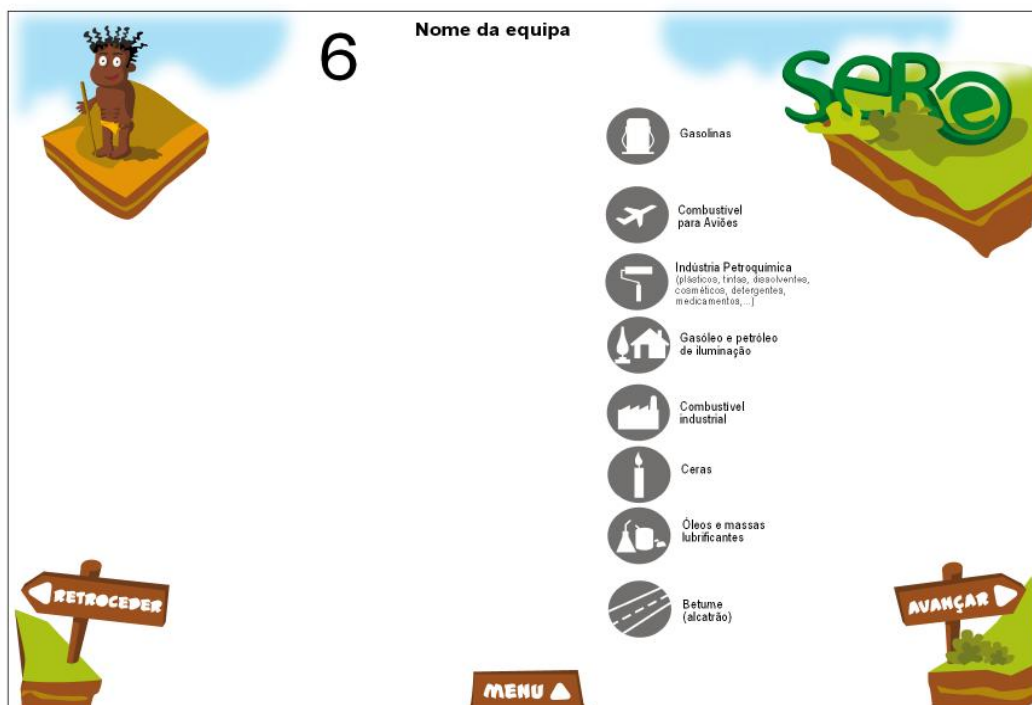 6
Nome da equipa
SeRe
Gasolinas
Combustível
para Aviões
Indústria Petroquímica
(plásticos, tintas, dissolventes,
cosméticos, detergentes,
medicamentos,...)
Gasóleo e petróleo
de iluminação
Combustível
industrial
Ceras
Óleos e massas
lubrificantes
Betume
(alcatrão)
RETROCEDER
AVANÇAR
MENU